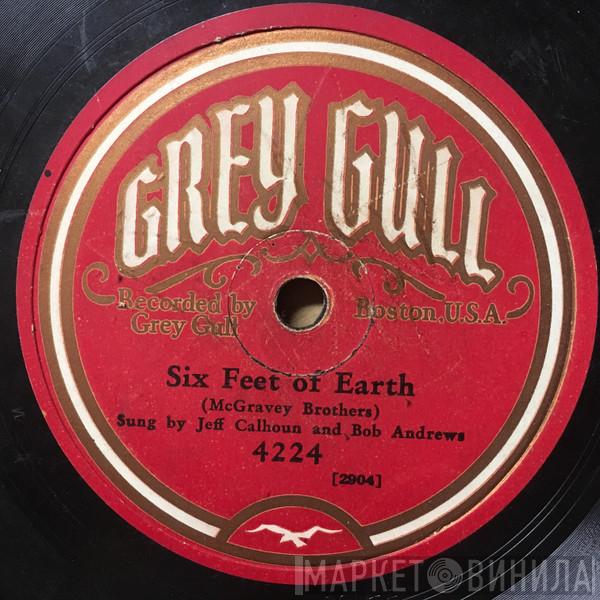 GREY GULL
Recorded by Grey Gull
Boston, U.S.A.
Six Feet of Earth
(McGravey Brothers)
Sung by Jeff Calhoun and Bob Andrews
4224
[2904]
МАРКЕТ ВИНИЛА